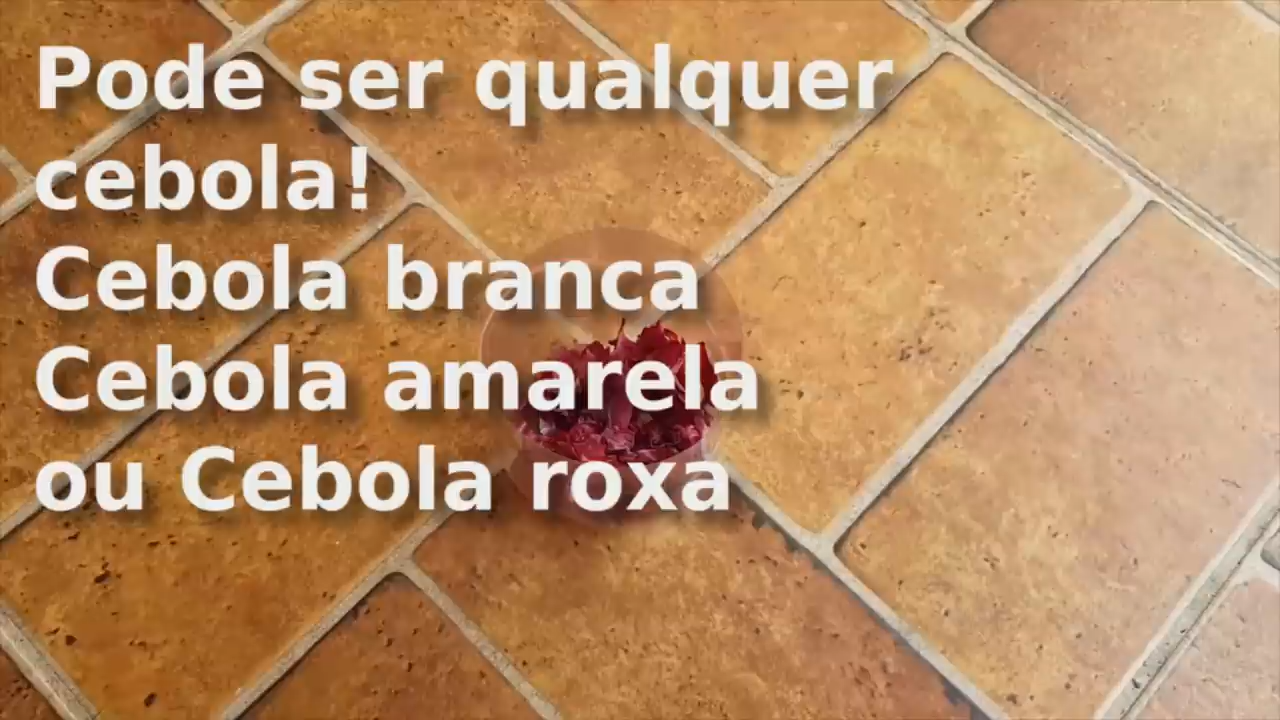 Pode ser qualquer
cebola!
Cebola branca
Cebola amarela
ou Cebola roxa